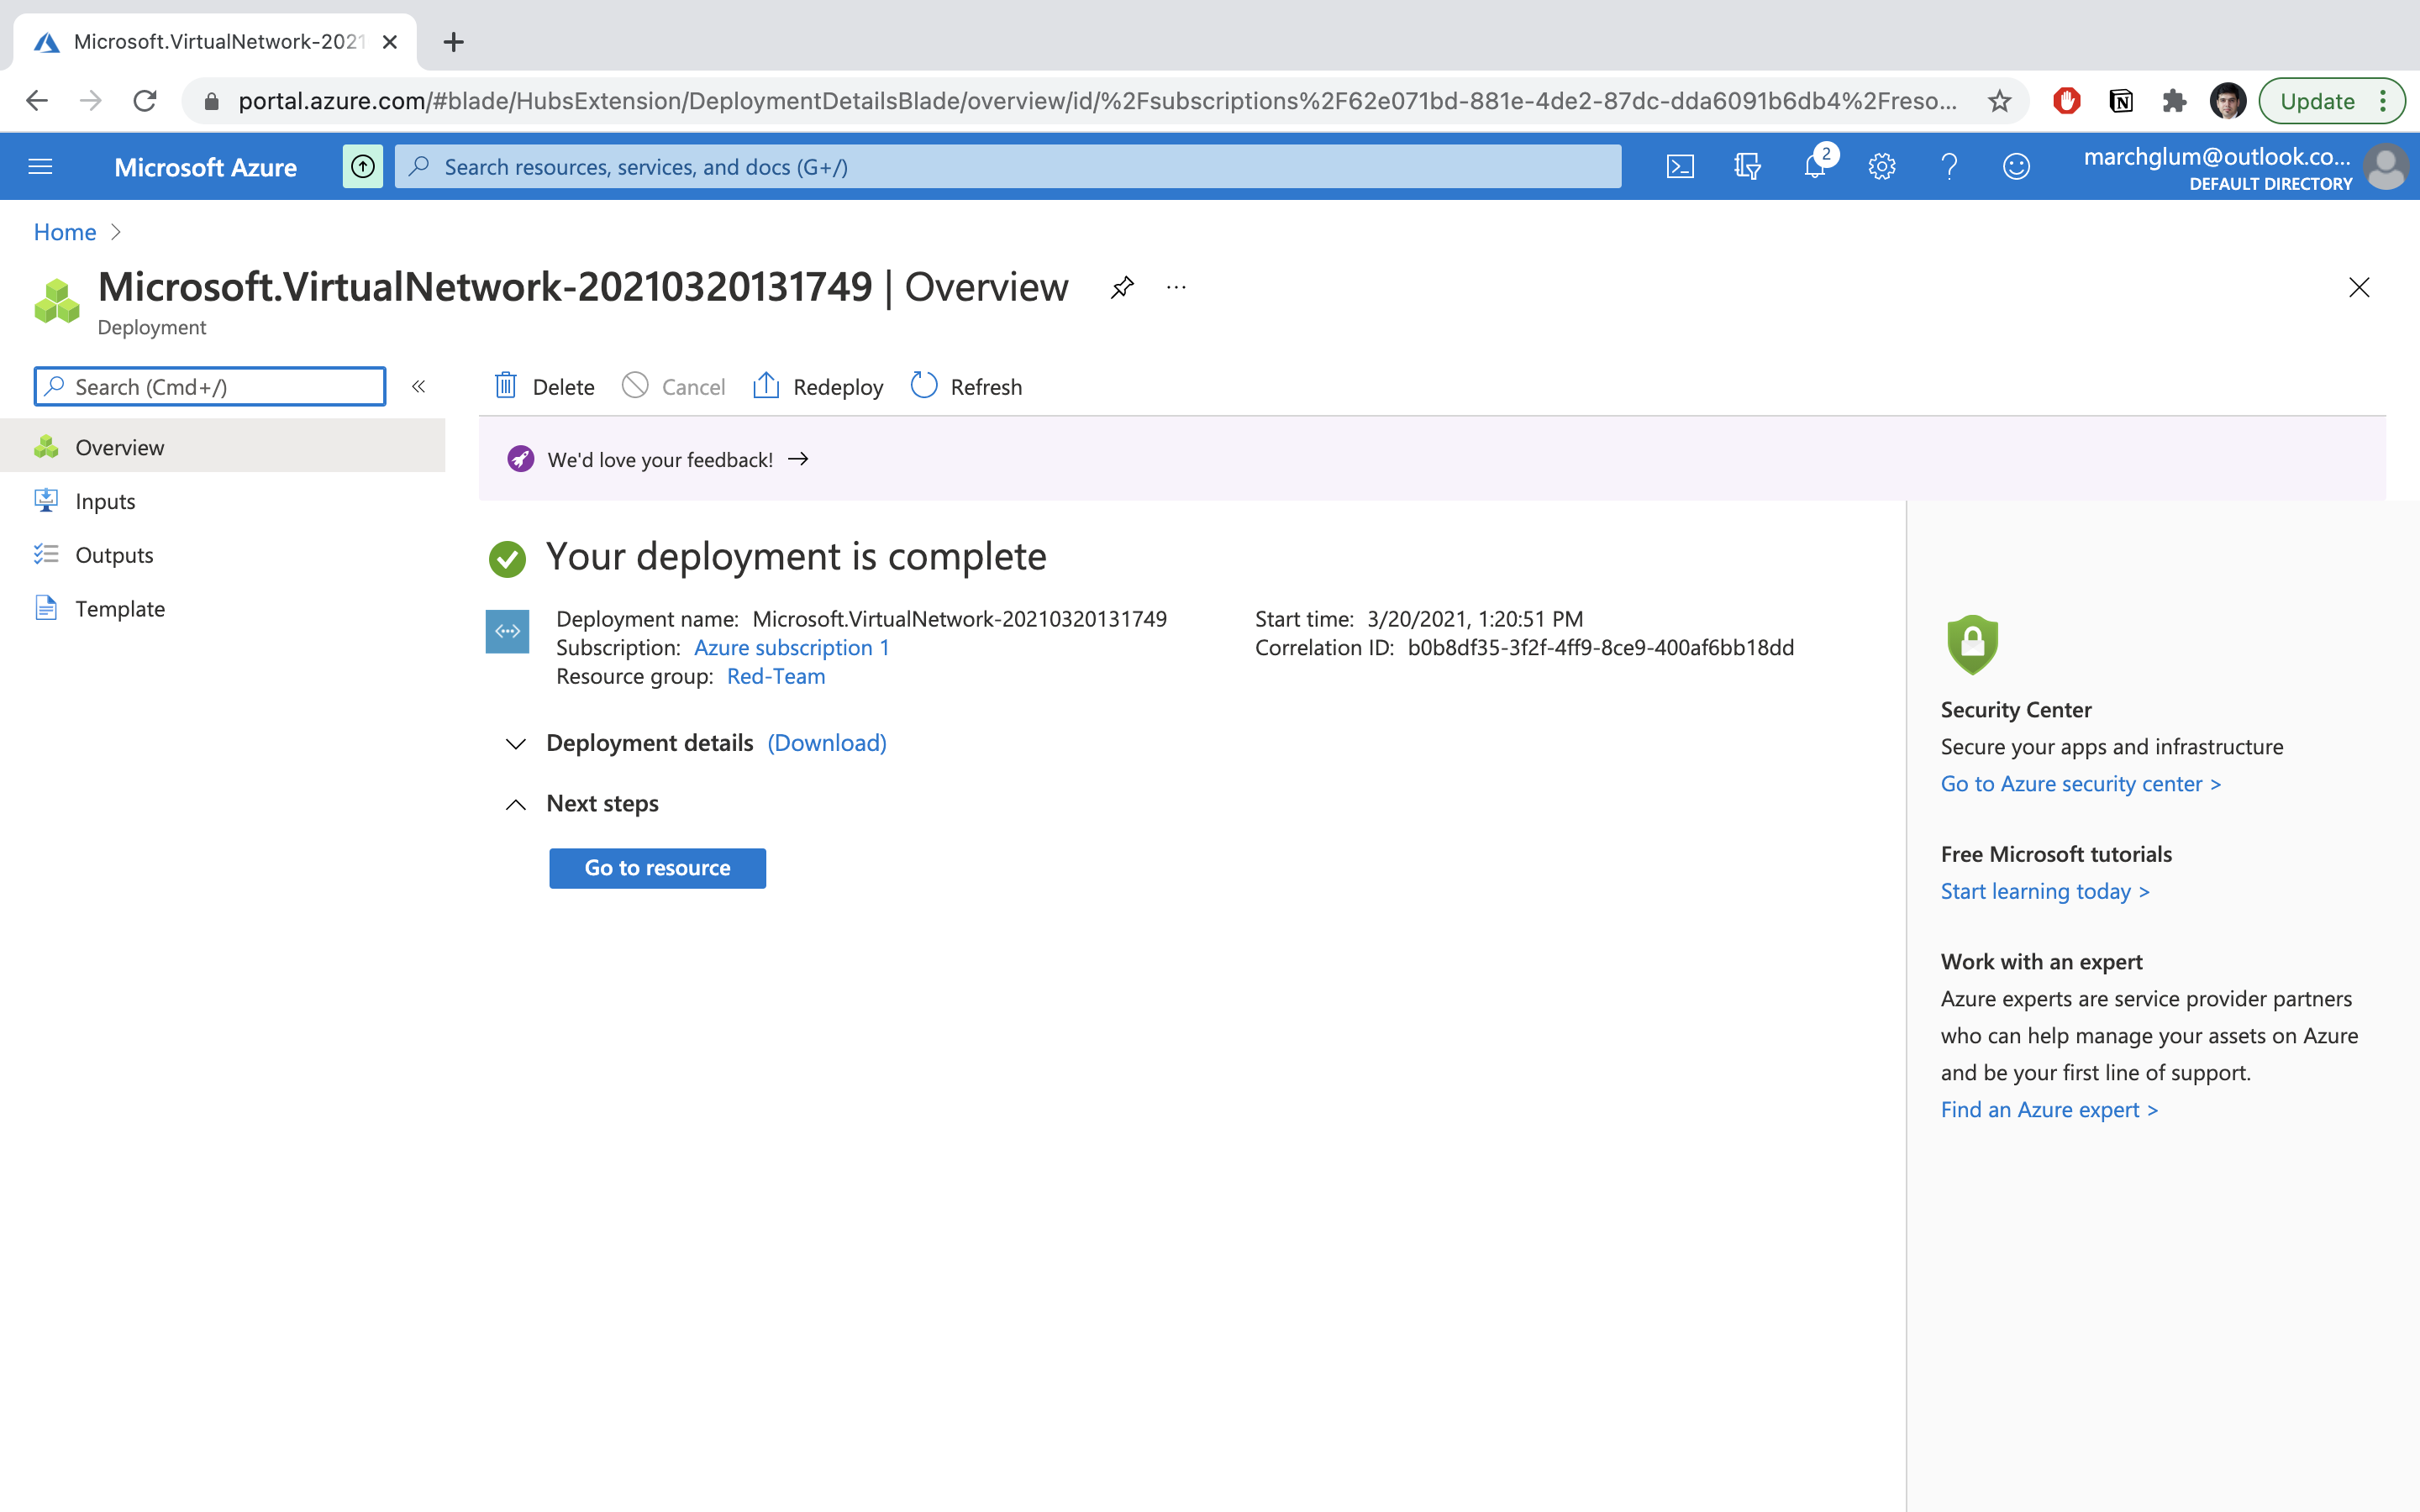 Microsoft.VirtualNetwork-2021
portal.azure.com/#blade/HubsExtension/DeploymentDetailsBlade/overview/id/%2Fsubscriptions%2F62e071bd-881e-4de2-87dc-dda6091b6db4%2Freso...
Update
Microsoft Azure
Search resources, services, and docs (G+/)
2
marchglum@outlook.co...
DEFAULT DIRECTORY
Home
Microsoft.VirtualNetwork-20210320131749 | Overview
Deployment
Search (Cmd+/)
Overview
Inputs
Outputs
Template
Delete
Cancel
Redeploy
Refresh
We'd love your feedback!
Your deployment is complete
Deployment name: Microsoft.VirtualNetwork-20210320131749
Subscription: Azure subscription 1
Resource group: Red-Team
Start time: 3/20/2021, 1:20:51 PM
Correlation ID: b0b8df35-3f2f-4ff9-8ce9-400af6bb18dd
Deployment details (Download)
Next steps
Go to resource
Security Center
Secure your apps and infrastructure
Go to Azure security center >
Free Microsoft tutorials
Start learning today >
Work with an expert
Azure experts are service provider partners
who can help manage your assets on Azure
and be your first line of support.
Find an Azure expert >